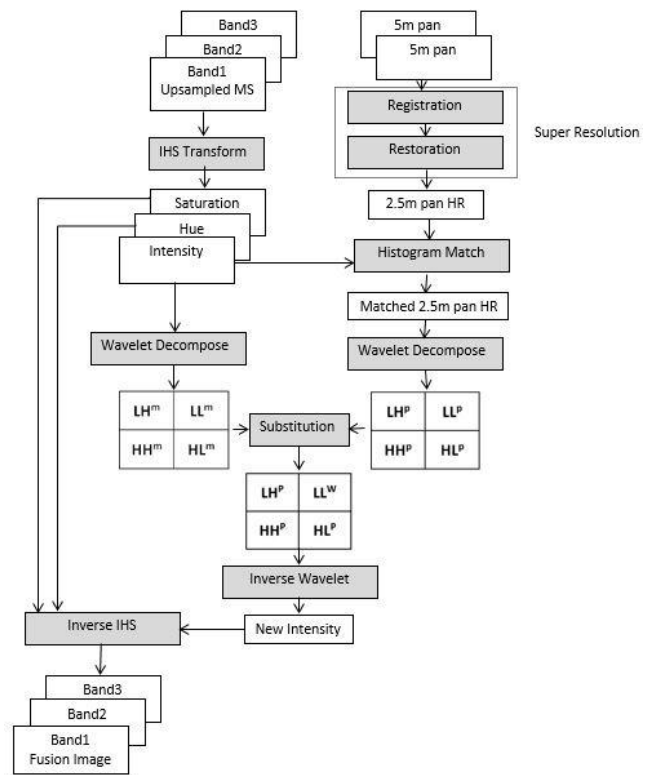 Band3
Band2
Band1
Upsampled MS
5m pan
5m pan
Registration
Restoration
Super Resolution
IHS Transform
Saturation
Hue
Intensity
2.5m pan HR
Histogram Match
Matched 2.5m pan HR
Wavelet Decompose
Wavelet Decompose
LHᵐ LLᵐ
HHᵐ HLᵐ
Substitution
LHᵖ LLᵖ
HHᵖ HLᵖ
LHᴾ LLᵂ
HHᴾ HLᴾ
Inverse Wavelet
New Intensity
Inverse IHS
Band3
Band2
Band1
Fusion Image